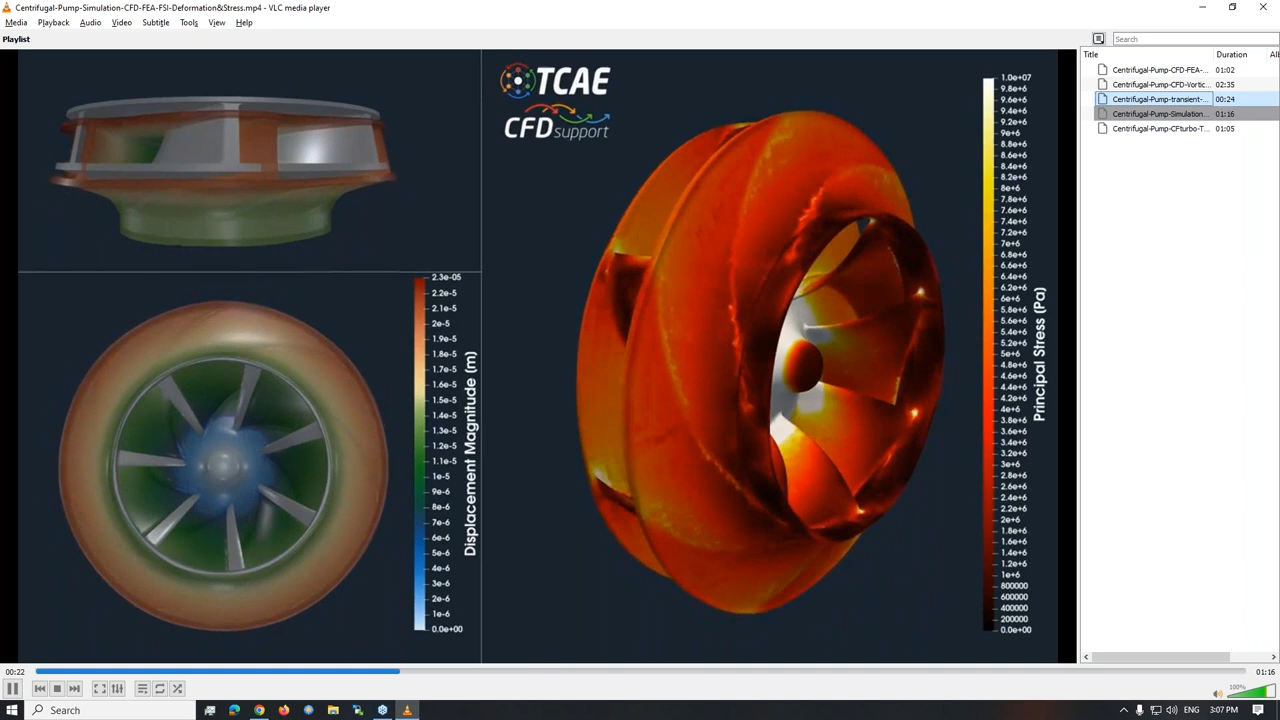 Centrifugal-Pump-Simulation-CFD-FEA-FSI-Deformation&Stress.mp4 - VLC media player
Media Playback Audio Video Subtitle Tools View Help
Playlist
Search
Title Duration Alb
Centrifugal-Pump-CFD-FEA-... 01:02
Centrifugal-Pump-CFD-Vortic... 02:35
Centrifugal-Pump-transient-... 00:24
Centrifugal-Pump-Simulation... 01:16
Centrifugal-Pump-CFturbo-T... 01:05
TCAE
CFDsupport
2.3e-05
2.2e-5
2.1e-5
2e-5
1.9e-5
1.8e-5
1.7e-5
1.6e-5
1.5e-5
1.4e-5
1.2e-5
1.1e-5
1e-5
9e-6
8e-6
7e-6
6e-6
5e-6
4e-6
3e-6
2e-6
1e-6
0.0e+00
Displacement Magnitude (m)
1.0e+07
9.8e+6
9.6e+6
9.4e+6
9.2e+6
9e+6
8.8e+6
8.6e+6
8.4e+6
8.2e+6
8e+6
7.8e+6
7.6e+6
7.4e+6
7.2e+6
7e+6
6.8e+6
6.6e+6
6.4e+6
6.2e+6
6e+6
5.8e+6
5.6e+6
5.4e+6
5.2e+6
5e+6
4.8e+6
4.6e+6
4.4e+6
4.2e+6
4e+6
3.8e+6
3.6e+6
3.4e+6
3.2e+6
3e+6
2.8e+6
2.6e+6
2.4e+6
2.2e+6
2e+6
1.8e+6
1.6e+6
1.4e+6
1.2e+6
1e+6
800000
600000
400000
200000
0.0e+00
Principal Stress (Pa)
00:22 01:16
100%
Search
ENG 3:07 PM